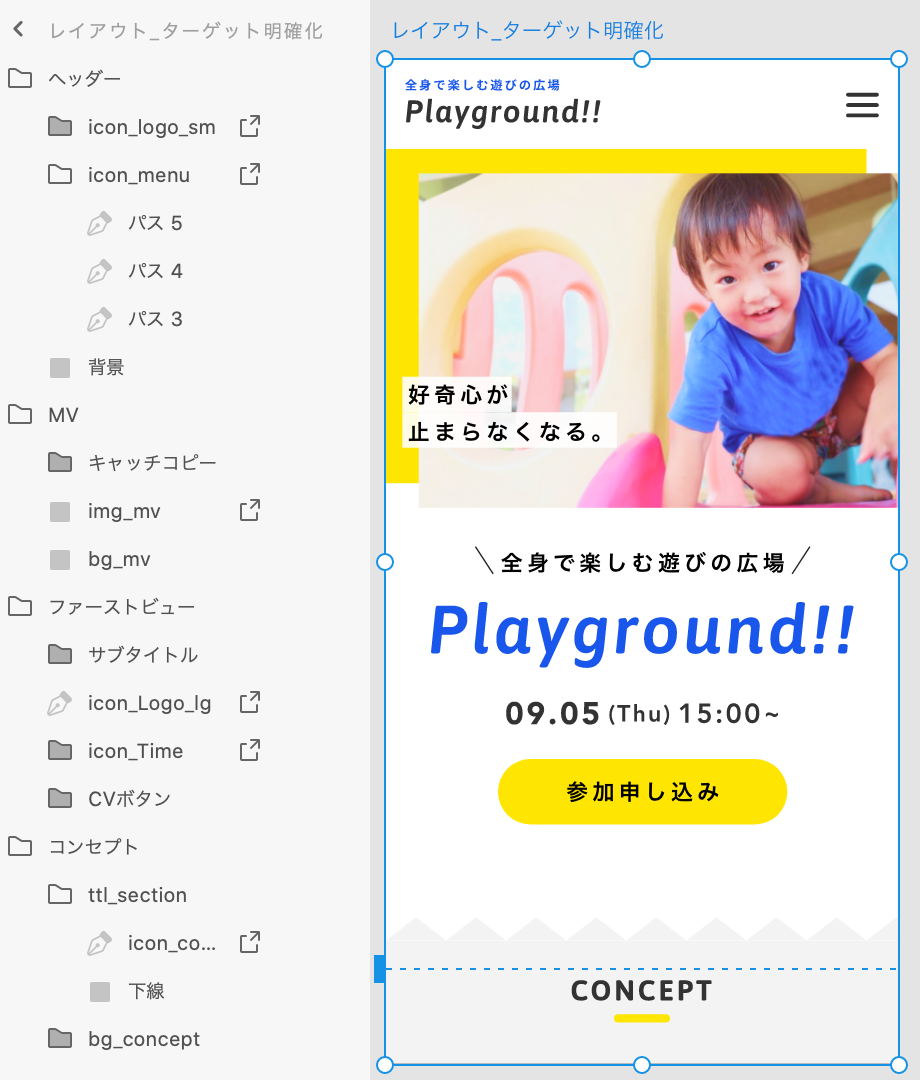 レイアウト_ターゲット明確化
ヘッダー
icon_logo_sm
icon_menu
パス 5
パス 4
パス 3
背景
MV
キャッチコピー
img_mv
bg_mv
ファーストビュー
サブタイトル
icon_Logo_lg
icon_Time
CVボタン
コンセプト
ttl_section
icon_co...
下線
bg_concept
レイアウト_ターゲット明確化
全身で楽しむ遊びの広場
Playground!!
好奇心が
止まらなくなる。
全身で楽しむ遊びの広場
Playground!!
09.05 (Thu) 15:00~
参加申し込み
CONCEPT